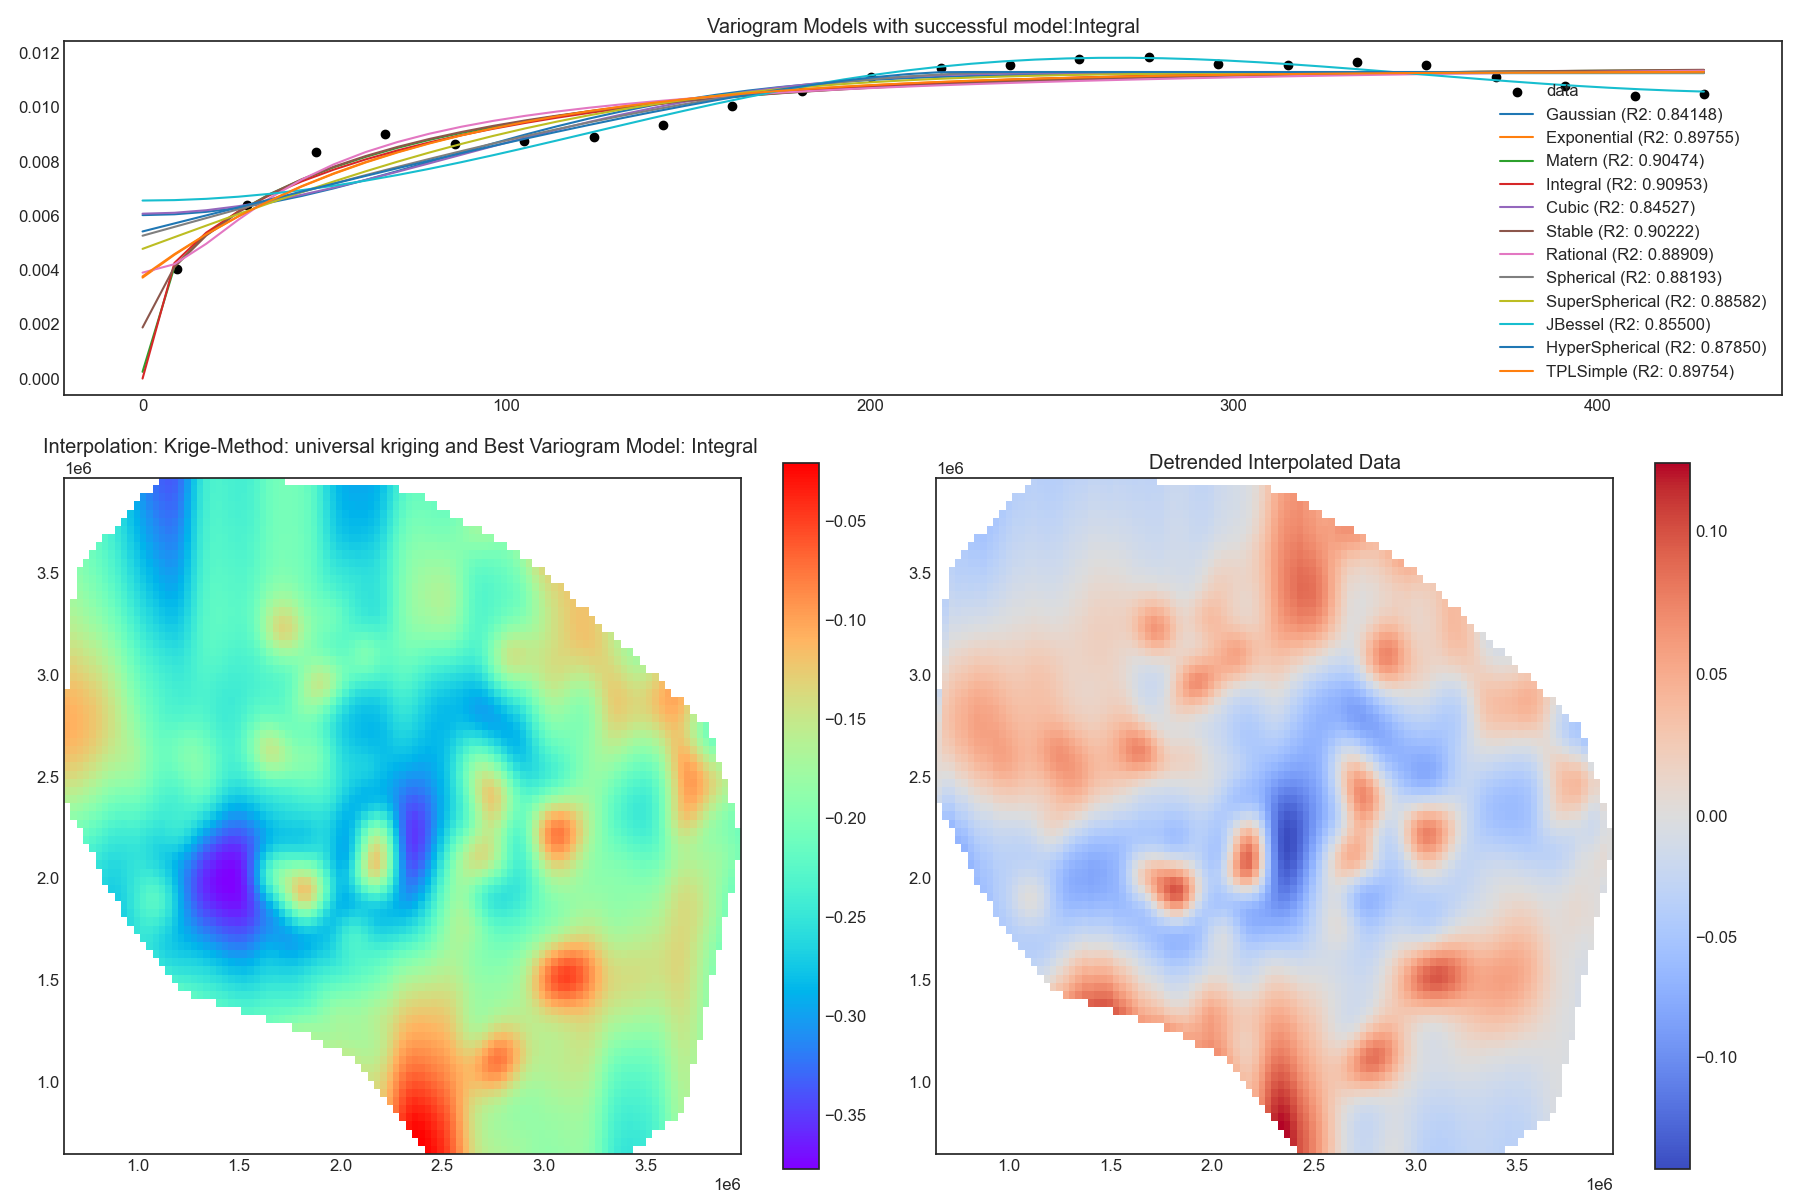 Variogram Models with successful model:Integral
0.012
0.010
0.008
0.006
0.004
0.002
0.000
0
100
200
300
400
data
Gaussian (R2: 0.84148)
Exponential (R2: 0.89755)
Matern (R2: 0.90474)
Integral (R2: 0.90953)
Cubic (R2: 0.84527)
Stable (R2: 0.90222)
Rational (R2: 0.88909)
Spherical (R2: 0.88193)
SuperSpherical (R2: 0.88582)
JBessel (R2: 0.85500)
HyperSpherical (R2: 0.87850)
TPLSimple (R2: 0.89754)
Interpolation: Krige-Method: universal kriging and Best Variogram Model: Integral
1e6
3.5
3.0
2.5
2.0
1.5
1.0
1.0
1.5
2.0
2.5
3.0
3.5
1e6
−0.05
−0.10
−0.15
−0.20
−0.25
−0.30
−0.35
Detrended Interpolated Data
1e6
3.5
3.0
2.5
2.0
1.5
1.0
1.0
1.5
2.0
2.5
3.0
3.5
1e6
0.10
0.05
0.00
−0.05
−0.10